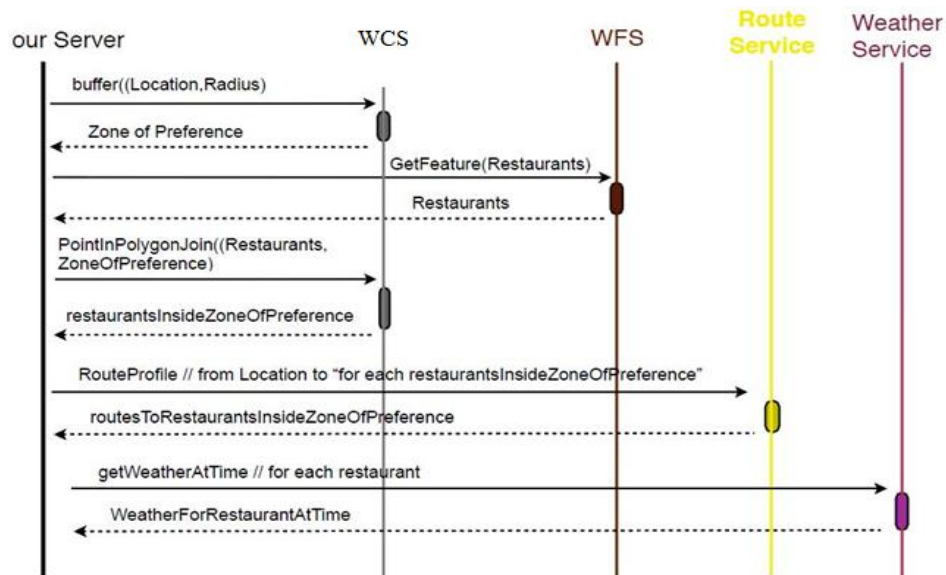 our Server
WCS
WFS
Route
Service
Weather
Service
buffer((Location,Radius)
Zone of Preference
GetFeature(Restaurants)
Restaurants
PointInPolygonJoin((Restaurants,
ZoneOfPreference)
restaurantsInsideZoneOfPreference
RouteProfile // from Location to “for each restaurantsInsideZoneOfPreference”
routesToRestaurantsInsideZoneOfPreference
getWeatherAtTime // for each restaurant
WeatherForRestaurantAtTime